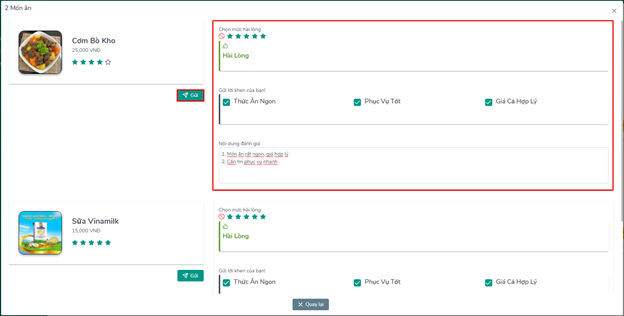 2 Món ăn
Cơm Bò Kho
25,000 VNĐ
Gửi
Chọn mức hài lòng
Hài Lòng
Gửi lời khen của bạn!
Thức Ăn Ngon
Phục Vụ Tốt
Giá Cả Hợp Lý
Nôi dung đánh giá
1. Món ăn rất ngon, giá hợp lý
2. Căn tin phục vụ nhanh
Sữa Vinamilk
15,000 VNĐ
Gửi
Chọn mức hài lòng
Hài Lòng
Gửi lời khen của bạn!
Thức Ăn Ngon
Phục Vụ Tốt
Giá Cả Hợp Lý
Quay lại